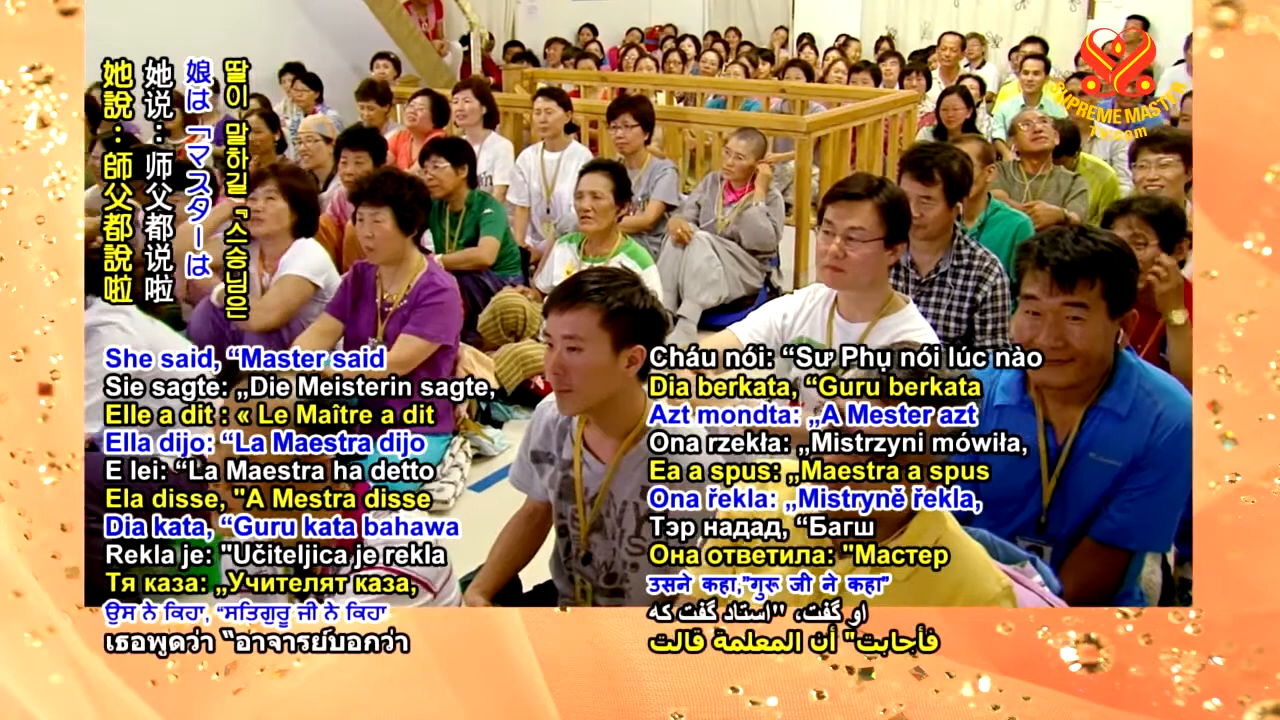 딸이 말하길『스승님은
娘は「マスターは
她说：师父都说啦
她說：師父都說啦
SUPREME MASTER
TV.com
She said, “Master said
Sie sagte: „Die Meisterin sagte,
Elle a dit : « Le Maître a dit
Ella dijo: “La Maestra dijo
E lei: “La Maestra ha detto
Ela disse, "A Mestra disse
Dia kata, “Guru kata bahawa
Rekla je: "Učiteljica je rekla
Тя каза: „Учителят каза,
ਉਸ ਨੇ ਕਿਹਾ, “ਸਤਿਗੁਰੂ ਜੀ ਨੇ ਕਿਹਾ
เธอพูดว่า “อาจารย์บอกว่า
Cháu nói: “Sư Phụ nói lúc nào
Dia berkata, “Guru berkata
Azt mondta: „A Mester azt
Ona rzekła: „Mistrzyni mówiła,
Ea a spus: „Maestra a spus
Ona řekla: „Mistryně řekla,
Тэр надад, “Багш
Она ответила: "Мастер
उसने कहा,"गुरू जी ने कहा"
او گفت، "استاد گفت که
فأجابت" أن المعلمة قالت